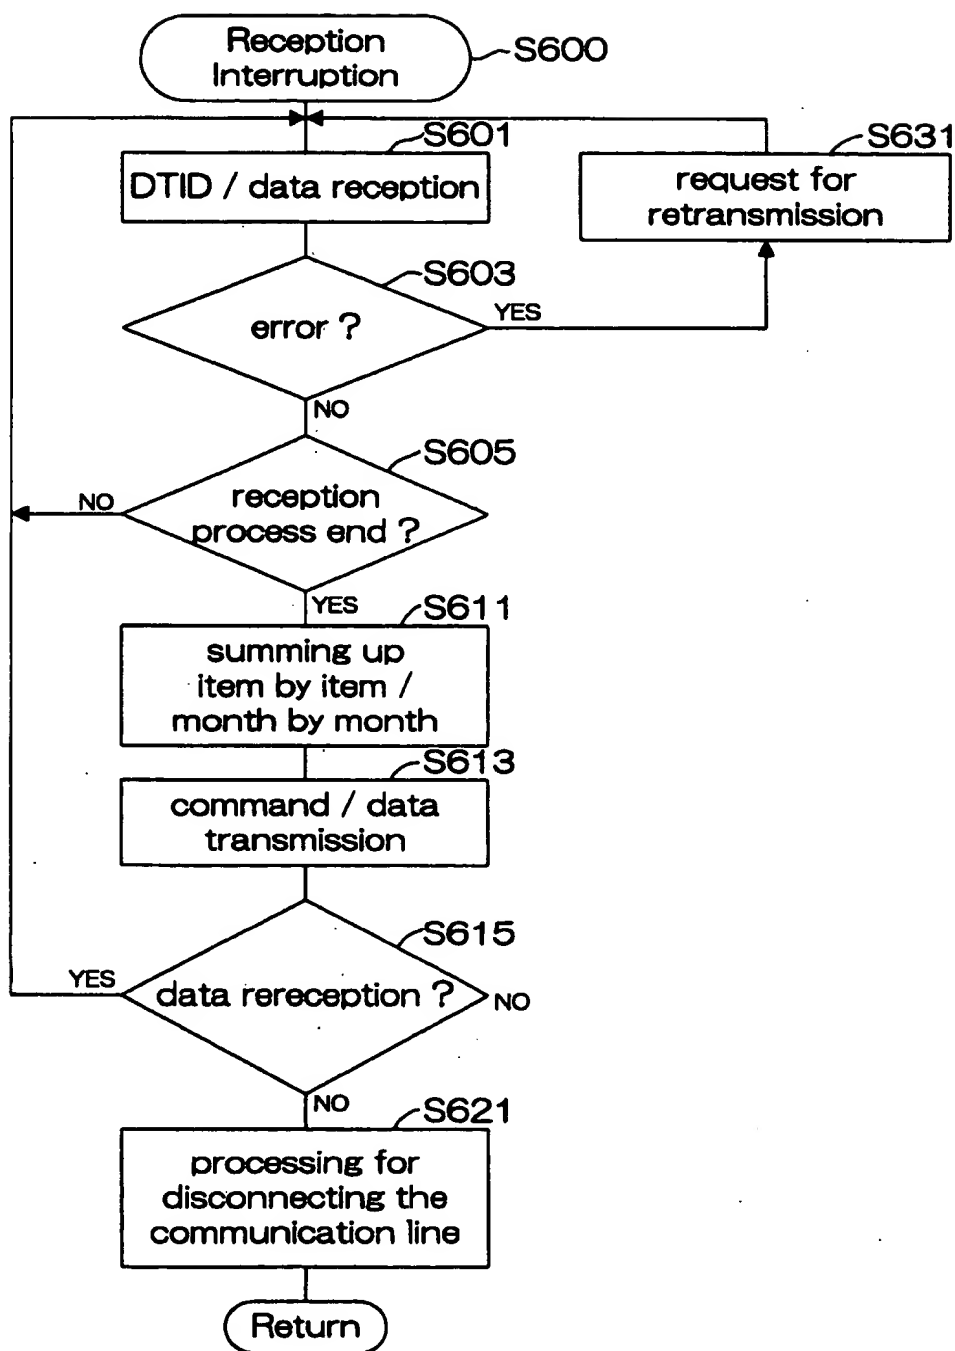 Reception
Interruption
S600
S601
DTID / data reception
S631
request for
retransmission
S603
error ?
YES
NO
S605
reception
process end ?
NO
YES
S611
summing up
item by item /
month by month
S613
command / data
transmission
S615
data rereception ?
YES
NO
NO
S621
processing for
disconnecting the
communication line
Return